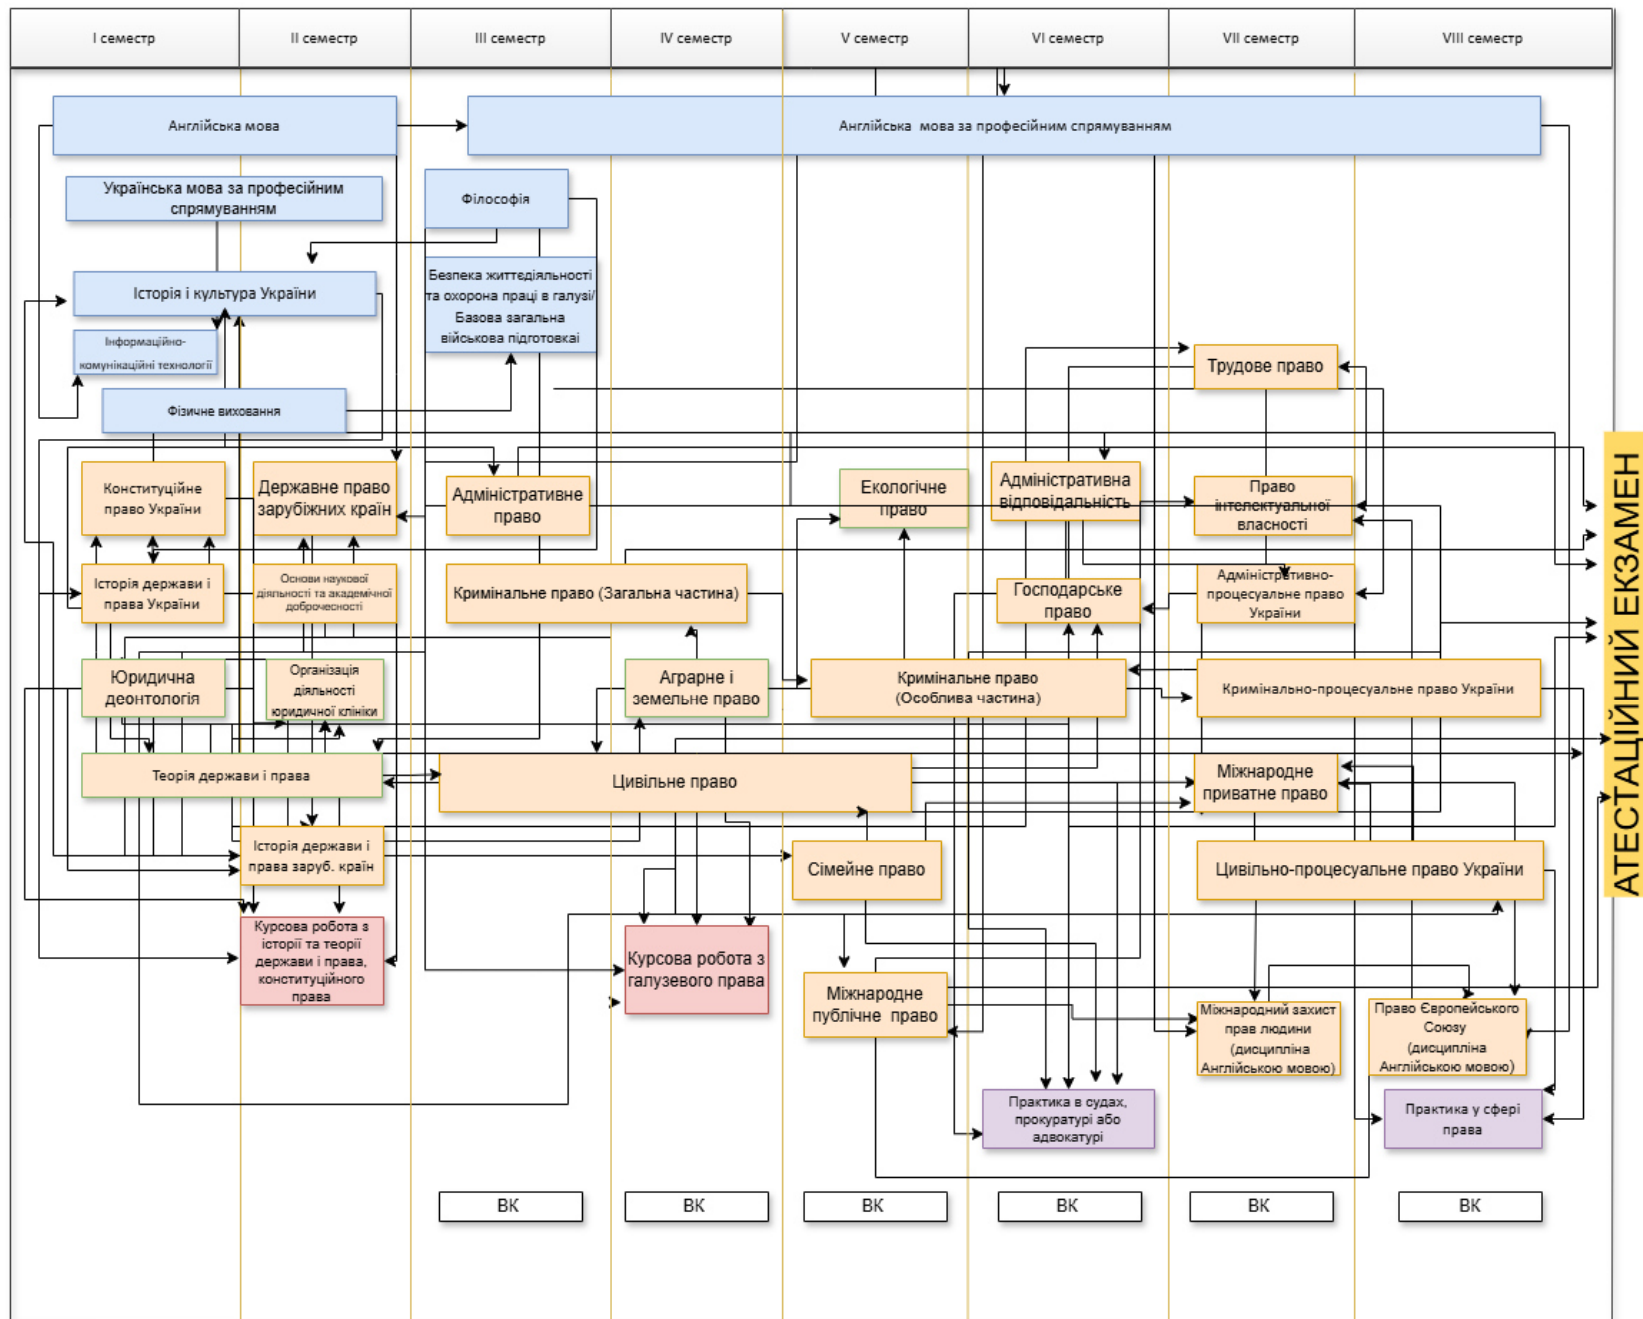 I семестр
II семестр
III семестр
IV семестр
V семестр
VI семестр
VII семестр
VIII семестр
Англійська мова
Англійська мова за професійним спрямуванням
Українська мова за професійним
спрямуванням
Філософія
Історія і культура України
Безпека життєдіяльності
та охорона праці в галузі/
Базова загальна
військова підготовкаі
Інформаційно-
комунікаційні технології
Фізичне виховання
Трудове право
Конституційне
право України
Державне право
зарубіжних країн
Адміністративне
право
Екологічне
право
Адміністративна
відповідальність
Право
інтелектуальної
власності
Історія держави і
права України
Основи наукової
діяльності та академічної
доброчесності
Кримінальне право (Загальна частина)
Господарське
право
Адміністративно-
процесуальне право
України
Юридична
деонтологія
Організація
діяльності
юридичної клініки
Аграрне і
земельне право
Кримінальне право
(Особлива частина)
Кримінально-процесуальне право України
Теорія держави і права
Цивільне право
Міжнародне
приватне право
Історія держави і
права заруб. країн
Сімейне право
Цивільно-процесуальне право України
Курсова робота з
історії та теорії
держави і права,
конституційного
права
Курсова робота з
галузевого права
Міжнародне
публічне право
Міжнародний захист
прав людини
(дисципліна
Англійською мовою)
Право Європейського
Союзу
(дисципліна
Англійською мовою)
Практика в судах,
прокуратурі або
адвокатурі
Практика у сфері
права
ВК
ВК
ВК
ВК
ВК
ВК
АТЕСТАЦІЙНИЙ ЕКЗАМЕН